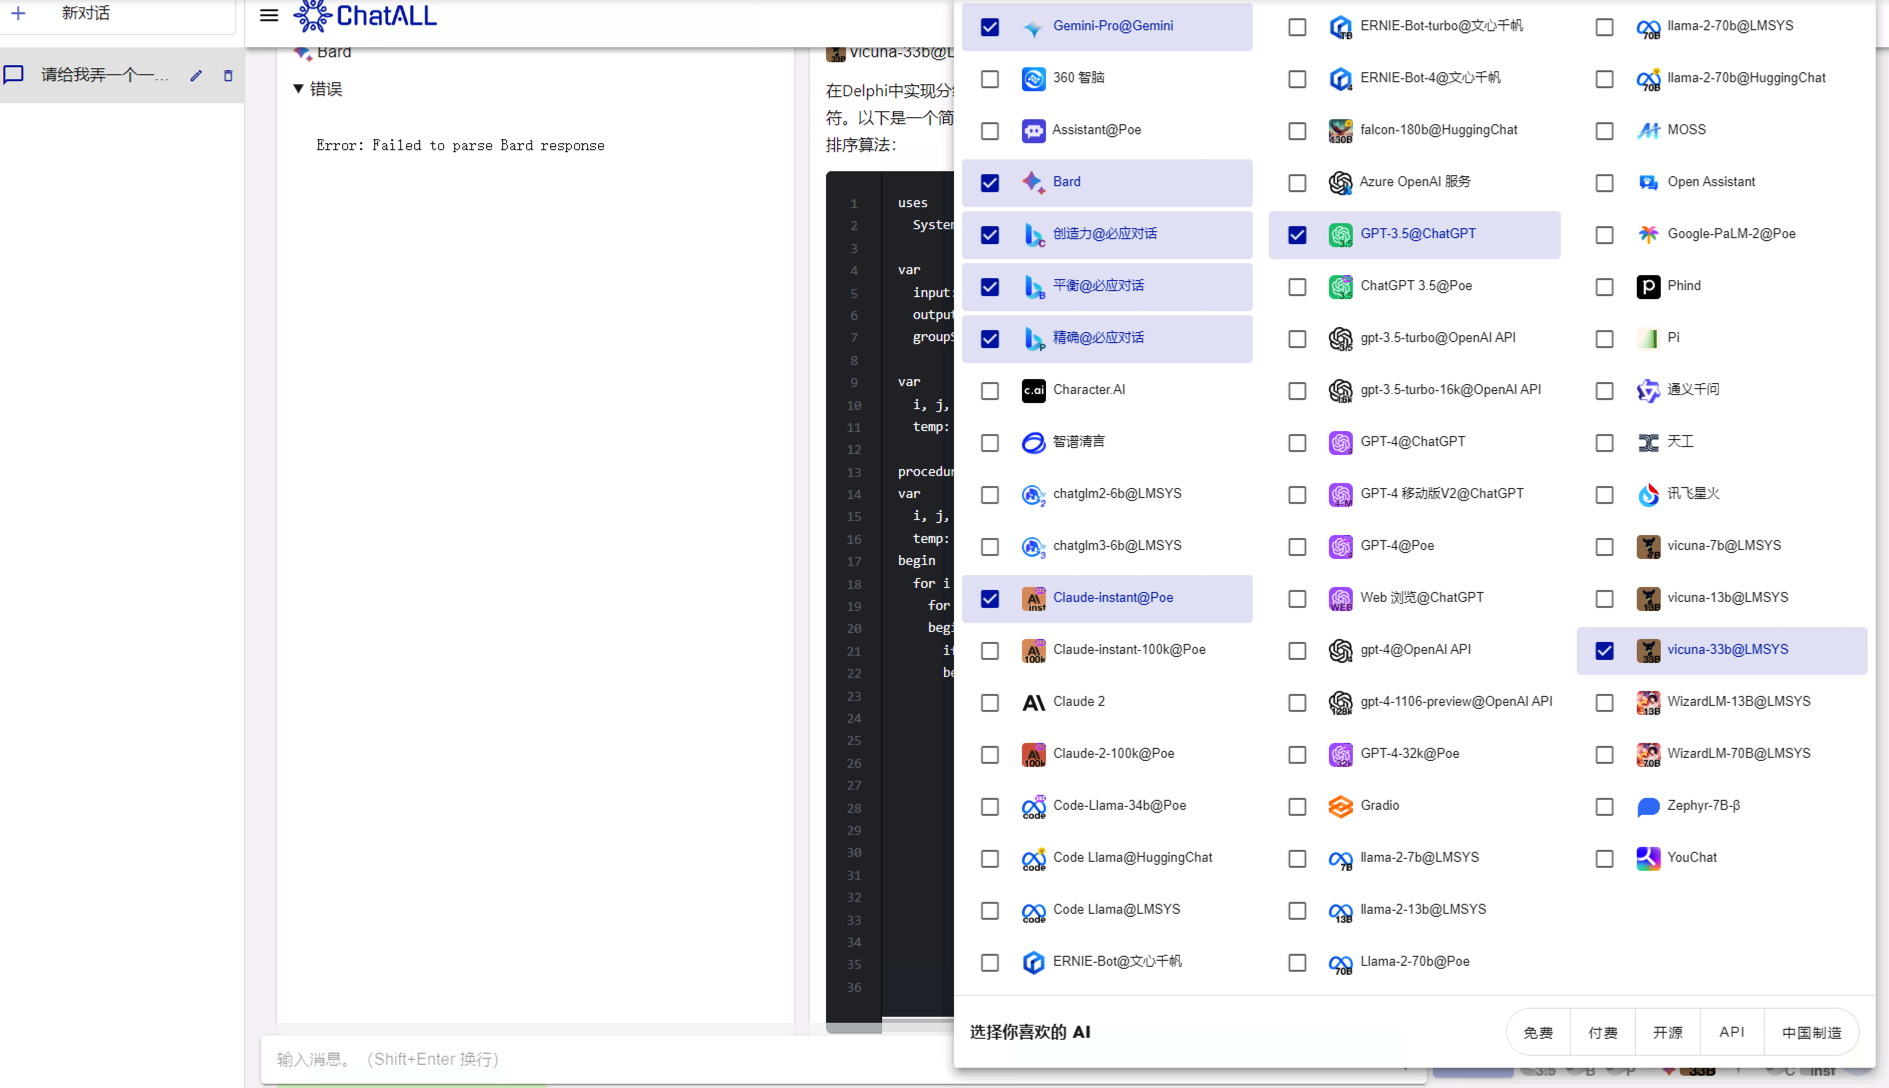 新对话
请给我弄一个一...
ChatALL
Bard
错误
Error: Failed to parse Bard response
vicuna-33b@L
在Delphi中实现分
符。以下是一个简
排序算法：
1 uses
2 System
3
4 var
5 input:
6 output
7 groupS
8
9 var
10 i, j,
11 temp:
12
13 procedur
14 var
15 i, j,
16 temp:
17 begin
18 for i
19 for
20 begi
21 if
22 be
23
24
25
26
27
28
29
30
31
32
33
34
35
36
输入消息。（Shift+Enter 换行）
Gemini-Pro@Gemini
360 智脑
Assistant@Poe
Bard
创造力@必应对话
平衡@必应对话
精确@必应对话
Character.AI
智谱清言
chatglm2-6b@LMSYS
chatglm3-6b@LMSYS
Claude-instant@Poe
Claude-instant-100k@Poe
Claude 2
Claude-2-100k@Poe
Code-Llama-34b@Poe
Code Llama@HuggingChat
Code Llama@LMSYS
ERNIE-Bot@文心千帆
ERNIE-Bot-turbo@文心千帆
ERNIE-Bot-4@文心千帆
falcon-180b@HuggingChat
Azure OpenAI 服务
GPT-3.5@ChatGPT
ChatGPT 3.5@Poe
gpt-3.5-turbo@OpenAI API
gpt-3.5-turbo-16k@OpenAI API
GPT-4@ChatGPT
GPT-4 移动版V2@ChatGPT
GPT-4@Poe
Web 浏览@ChatGPT
gpt-4@OpenAI API
gpt-4-1106-preview@OpenAI API
GPT-4-32k@Poe
Gradio
llama-2-7b@LMSYS
llama-2-13b@LMSYS
Llama-2-70b@Poe
llama-2-70b@LMSYS
llama-2-70b@HuggingChat
MOSS
Open Assistant
Google-PaLM-2@Poe
Phind
Pi
通义千问
天工
讯飞星火
vicuna-7b@LMSYS
vicuna-13b@LMSYS
vicuna-33b@LMSYS
WizardLM-13B@LMSYS
WizardLM-70B@LMSYS
Zephyr-7B-β
YouChat
选择你喜欢的 AI
免费
付费
开源
API
中国制造